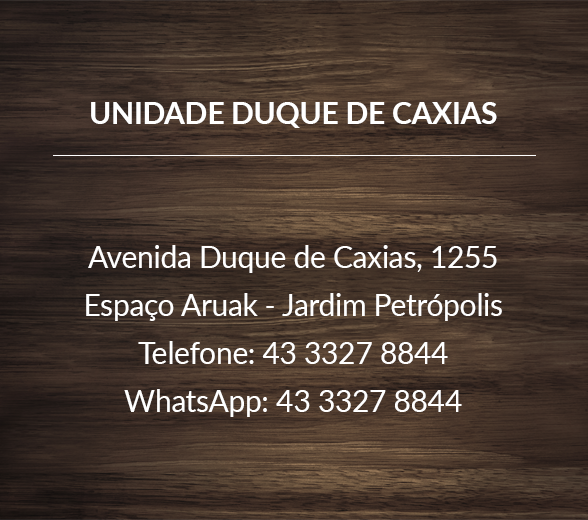 UNIDADE DUQUE DE CAXIAS
Avenida Duque de Caxias, 1255
Espaço Aruak - Jardim Petrópolis
Telefone: 43 3327 8844
WhatsApp: 43 3327 8844